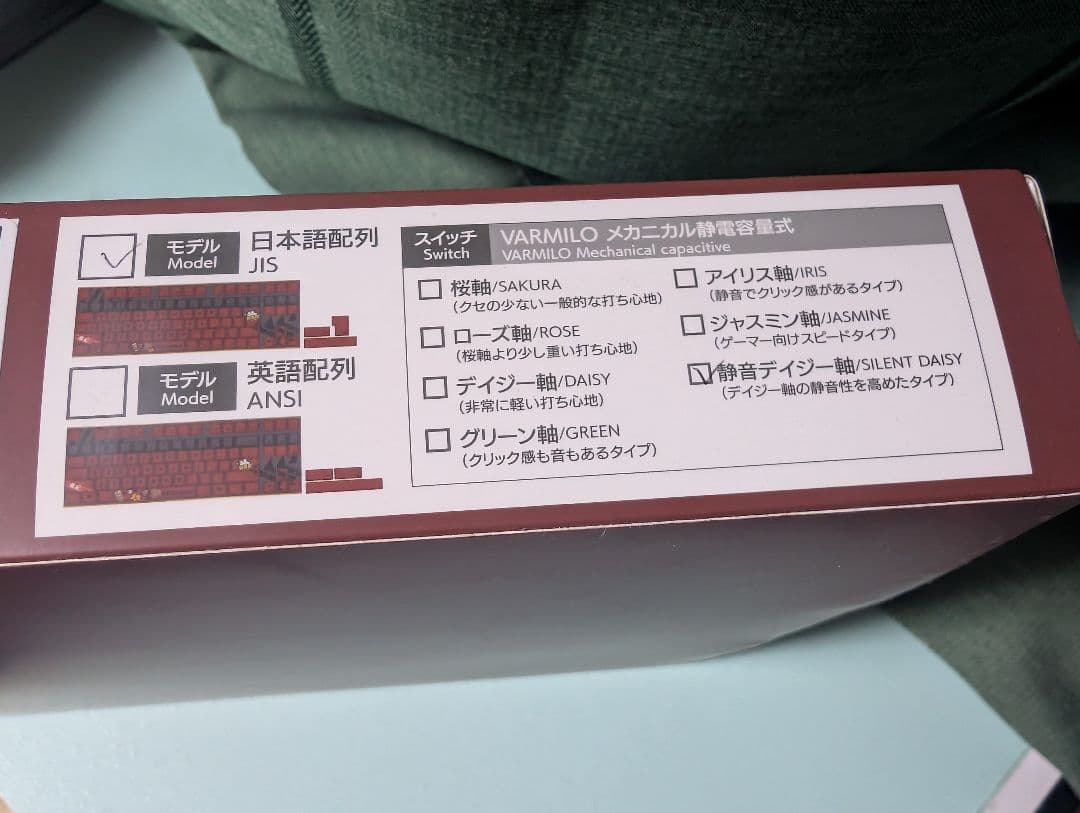 モデル
Model
日本語配列
JIS
モデル
Model
英語配列
ANSI
スイッチ
Switch
VARMILO メカニカル静電容量式
VARMILO Mechanical capacitive
桜軸/SAKURA
(クセの少ない一般的な打ち心地)
ローズ軸/ROSE
(桜軸より少し重い打ち心地)
デイジー軸/DAISY
(非常に軽い打ち心地)
グリーン軸/GREEN
(クリック感も音もあるタイプ)
アイリス軸/IRIS
(静音でクリック感があるタイプ)
ジャスミン軸/JASMINE
(ゲーマー向けスピードタイプ)
静音デイジー軸/SILENT DAISY
(デイジー軸の静音性を高めたタイプ)